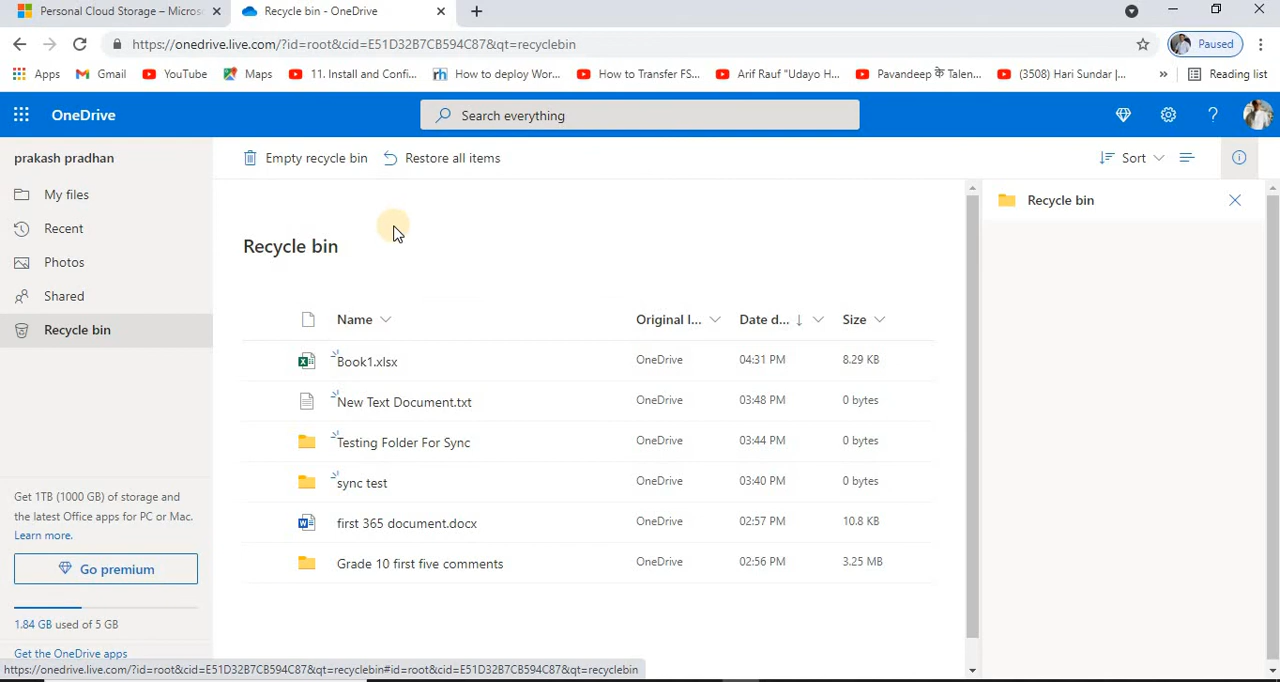 Personal Cloud Storage – Micros
Recycle bin - OneDrive
https://onedrive.live.com/?id=root&cid=E51D32B7CB594C87&qt=recyclebin
Paused
Apps
Gmail
YouTube
Maps
11. Install and Confi...
How to deploy Wor...
How to Transfer FS...
Arif Rauf "Udayo H...
Pavandeep के Talen...
(3508) Hari Sundar |...
»
Reading list
OneDrive
Search everything
?
prakash pradhan
Empty recycle bin
Restore all items
Sort
My files
Recent
Photos
Shared
Recycle bin
Recycle bin
Recycle bin
Name
Original l...
Date d... ↓
Size
Book1.xlsx
OneDrive
04:31 PM
8.29 KB
New Text Document.txt
OneDrive
03:48 PM
0 bytes
Testing Folder For Sync
OneDrive
03:44 PM
0 bytes
sync test
OneDrive
03:40 PM
0 bytes
first 365 document.docx
OneDrive
02:57 PM
10.8 KB
Grade 10 first five comments
OneDrive
02:56 PM
3.25 MB
Get 1TB (1000 GB) of storage and
the latest Office apps for PC or Mac.
Learn more.
Go premium
1.84 GB used of 5 GB
Get the OneDrive apps
https://onedrive.live.com/?id=root&cid=E51D32B7CB594C87&qt=recyclebin#id=root&cid=E51D32B7CB594C87&qt=recyclebin